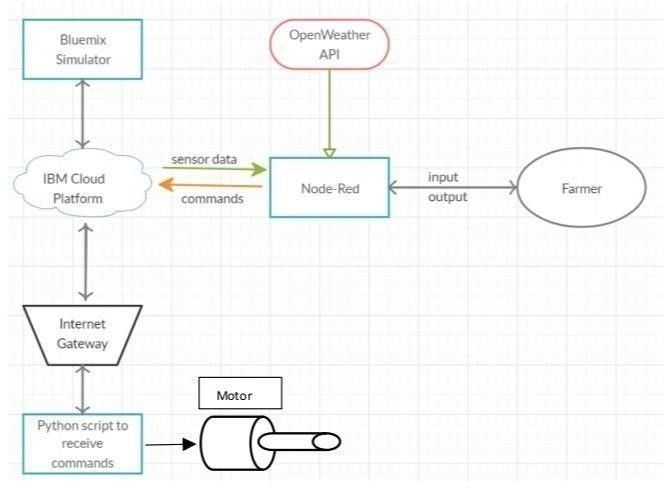 Bluemix
Simulator
OpenWeather
API
IBM Cloud
Platform
sensor data
commands
Node-Red
input
output
Farmer
Internet
Gateway
Motor
Python script to
receive
commands